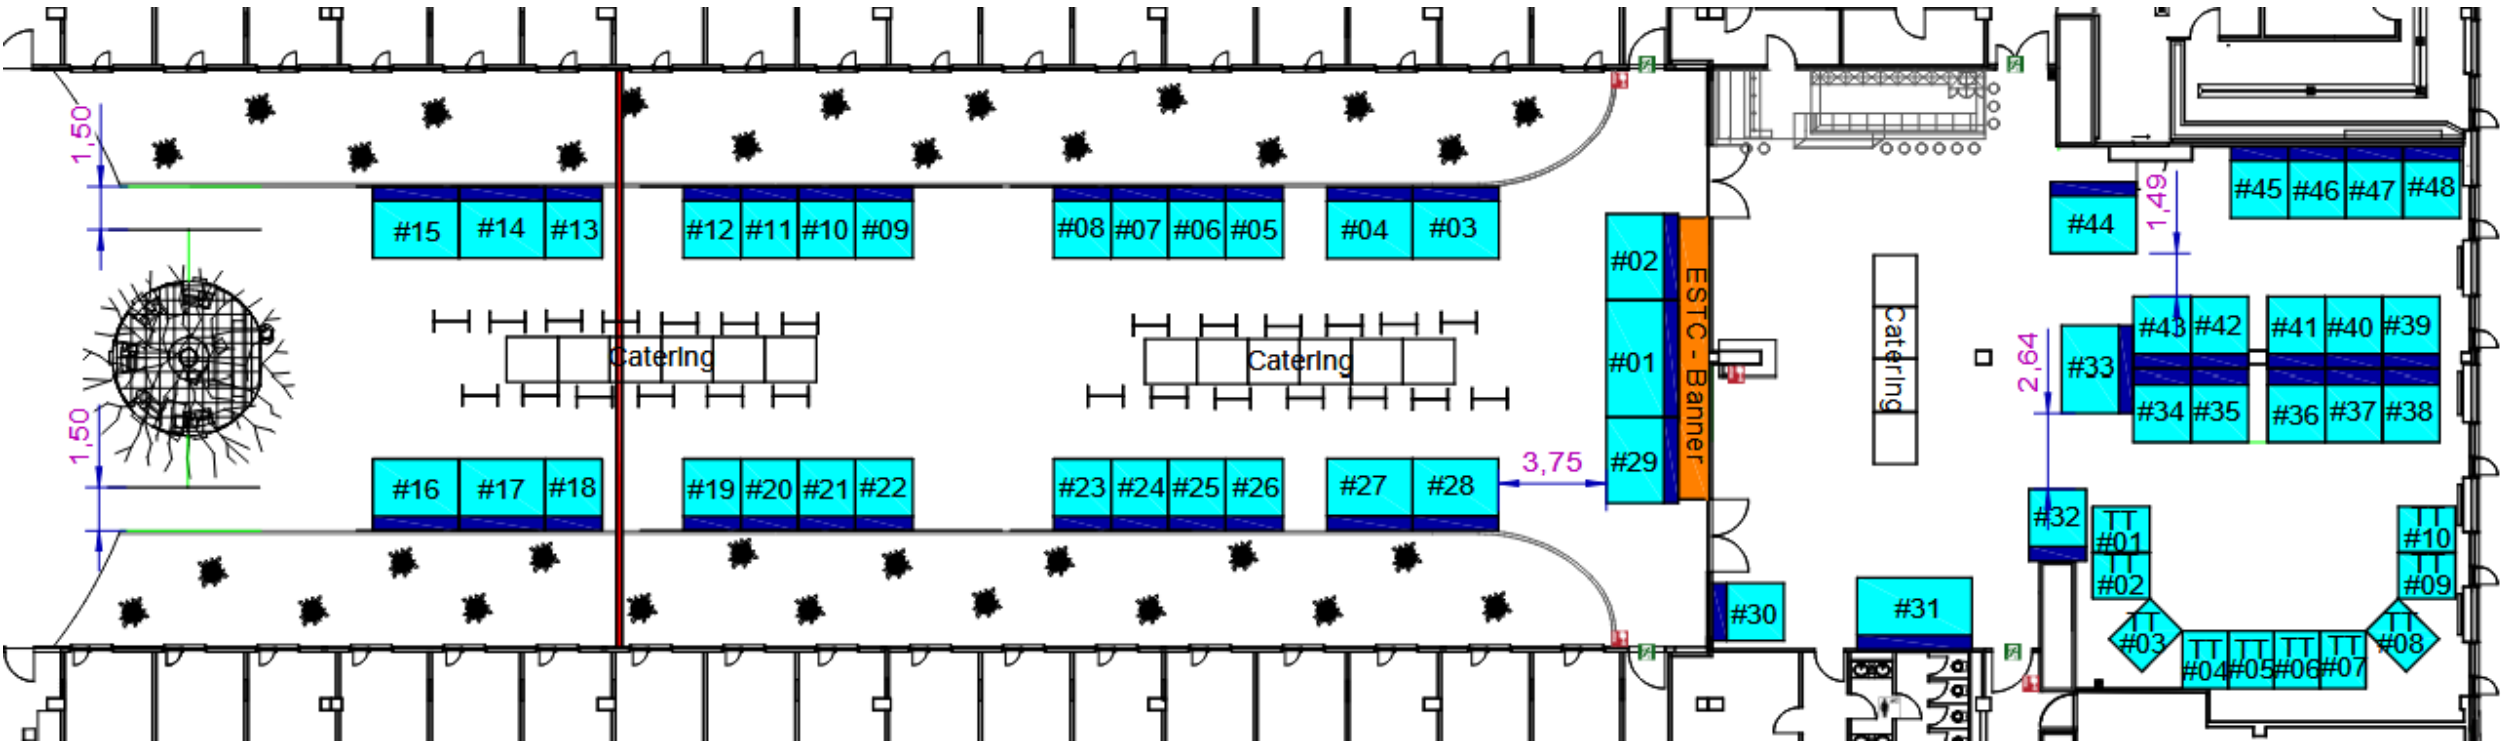 1,50
#15 #14 #13
#12 #11 #10 #09
#08 #07 #06 #05
#04 #03
#02
#01
#29
ESTC - Banner
CaterIng
CaterIng
CaterIng
1,50
#16 #17 #18
#19 #20 #21 #22
#23 #24 #25 #26
#27 #28
3,75
#30
#31
#45 #46 #47 #48
#44
1,49
#43 #42 #41 #40 #39
#33
2,64
#34 #35 #36 #37 #38
#32
TT
#01
TT
#02
TT
#03
TT
#04
TT
#05
TT
#06
TT
#07
TT
#08
TT
#09
TT
#10